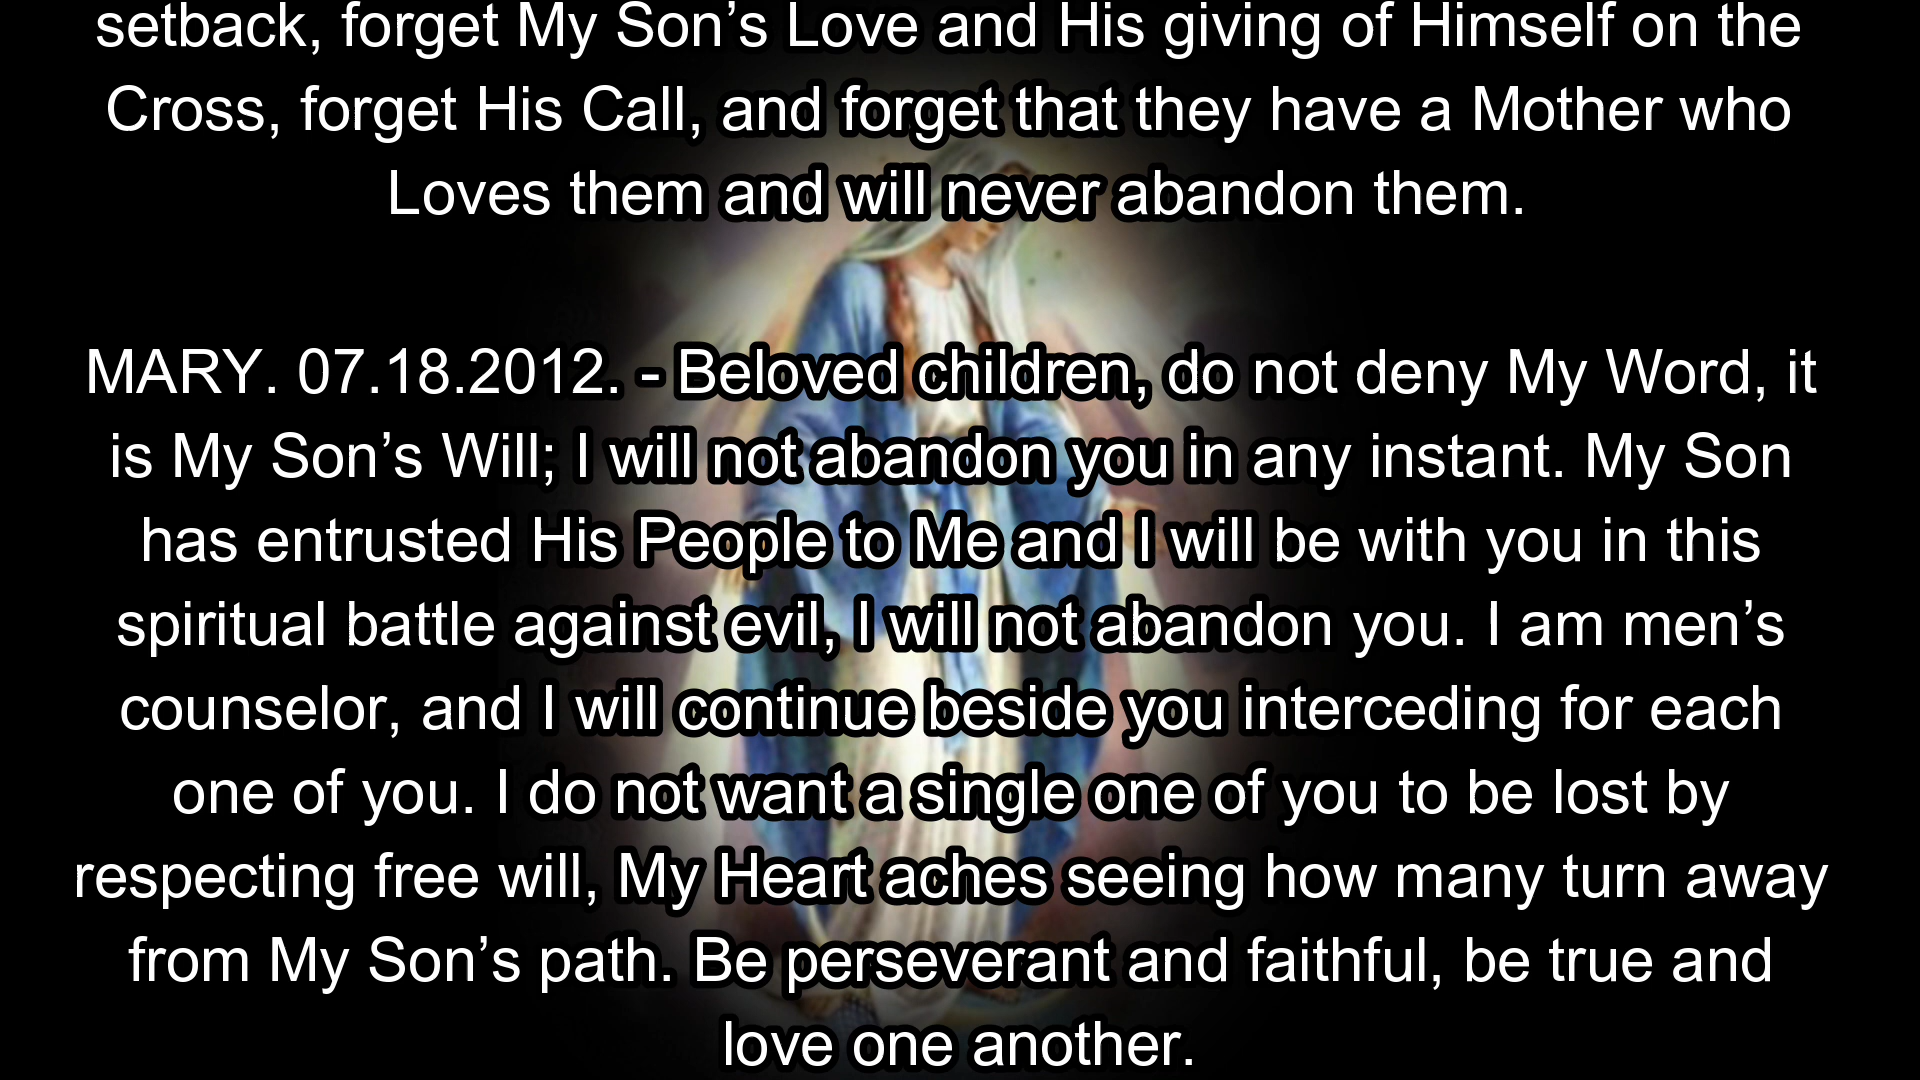 setback, forget My Son’s Love and His giving of Himself on the
Cross, forget His Call, and forget that they have a Mother who
Loves them and will never abandon them.
MARY. 07.18.2012. - Beloved children, do not deny My Word, it
is My Son’s Will; I will not abandon you in any instant. My Son
has entrusted His People to Me and I will be with you in this
spiritual battle against evil, I will not abandon you. I am men’s
counselor, and I will continue beside you interceding for each
one of you. I do not want a single one of you to be lost by
respecting free will, My Heart aches seeing how many turn away
from My Son’s path. Be perseverant and faithful, be true and
love one another.